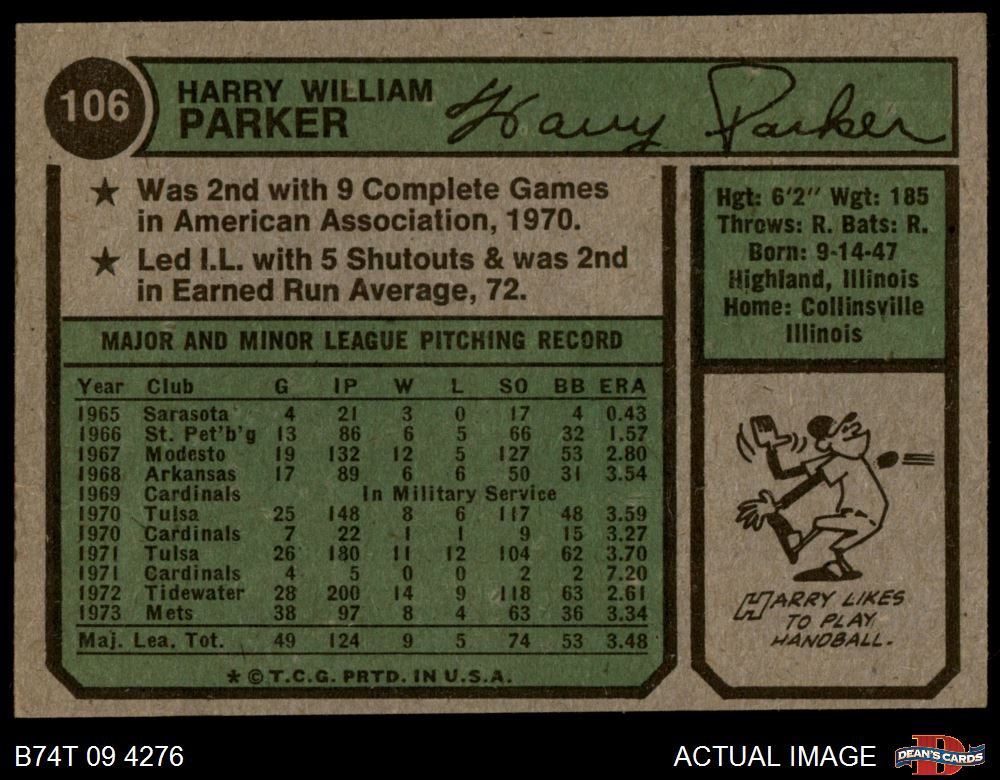 106
HARRY WILLIAM
PARKER
Harry Parker
★ Was 2nd with 9 Complete Games
in American Association, 1970.
★ Led I.L. with 5 Shutouts & was 2nd
in Earned Run Average, 72.
Hgt: 6'2" Wgt: 185
Throws: R. Bats: R.
Born: 9-14-47
Highland, Illinois
Home: Collinsville
Illinois
MAJOR AND MINOR LEAGUE PITCHING RECORD
Year Club G IP W L SO BB ERA
1965 Sarasota 4 21 3 0 17 4 0.43
1966 St. Pet'b'g 13 86 6 5 66 32 1.57
1967 Modesto 19 132 12 5 127 53 2.80
1968 Arkansas 17 89 6 6 50 31 3.54
1969 Cardinals In Military Service
1970 Tulsa 25 148 8 6 117 48 3.59
1970 Cardinals 7 22 1 1 9 15 3.27
1971 Tulsa 26 180 11 12 104 62 3.70
1971 Cardinals 4 5 0 0 2 2 7.20
1972 Tidewater 28 200 14 9 118 63 2.61
1973 Mets 38 97 8 4 63 36 3.34
Maj. Lea. Tot. 49 124 9 5 74 53 3.48
* © T.C.G. PRTD. IN U.S.A.
HARRY LIKES
TO PLAY
HANDBALL.
B74T 09 4276
ACTUAL IMAGE
D
DEAN'S CARDS